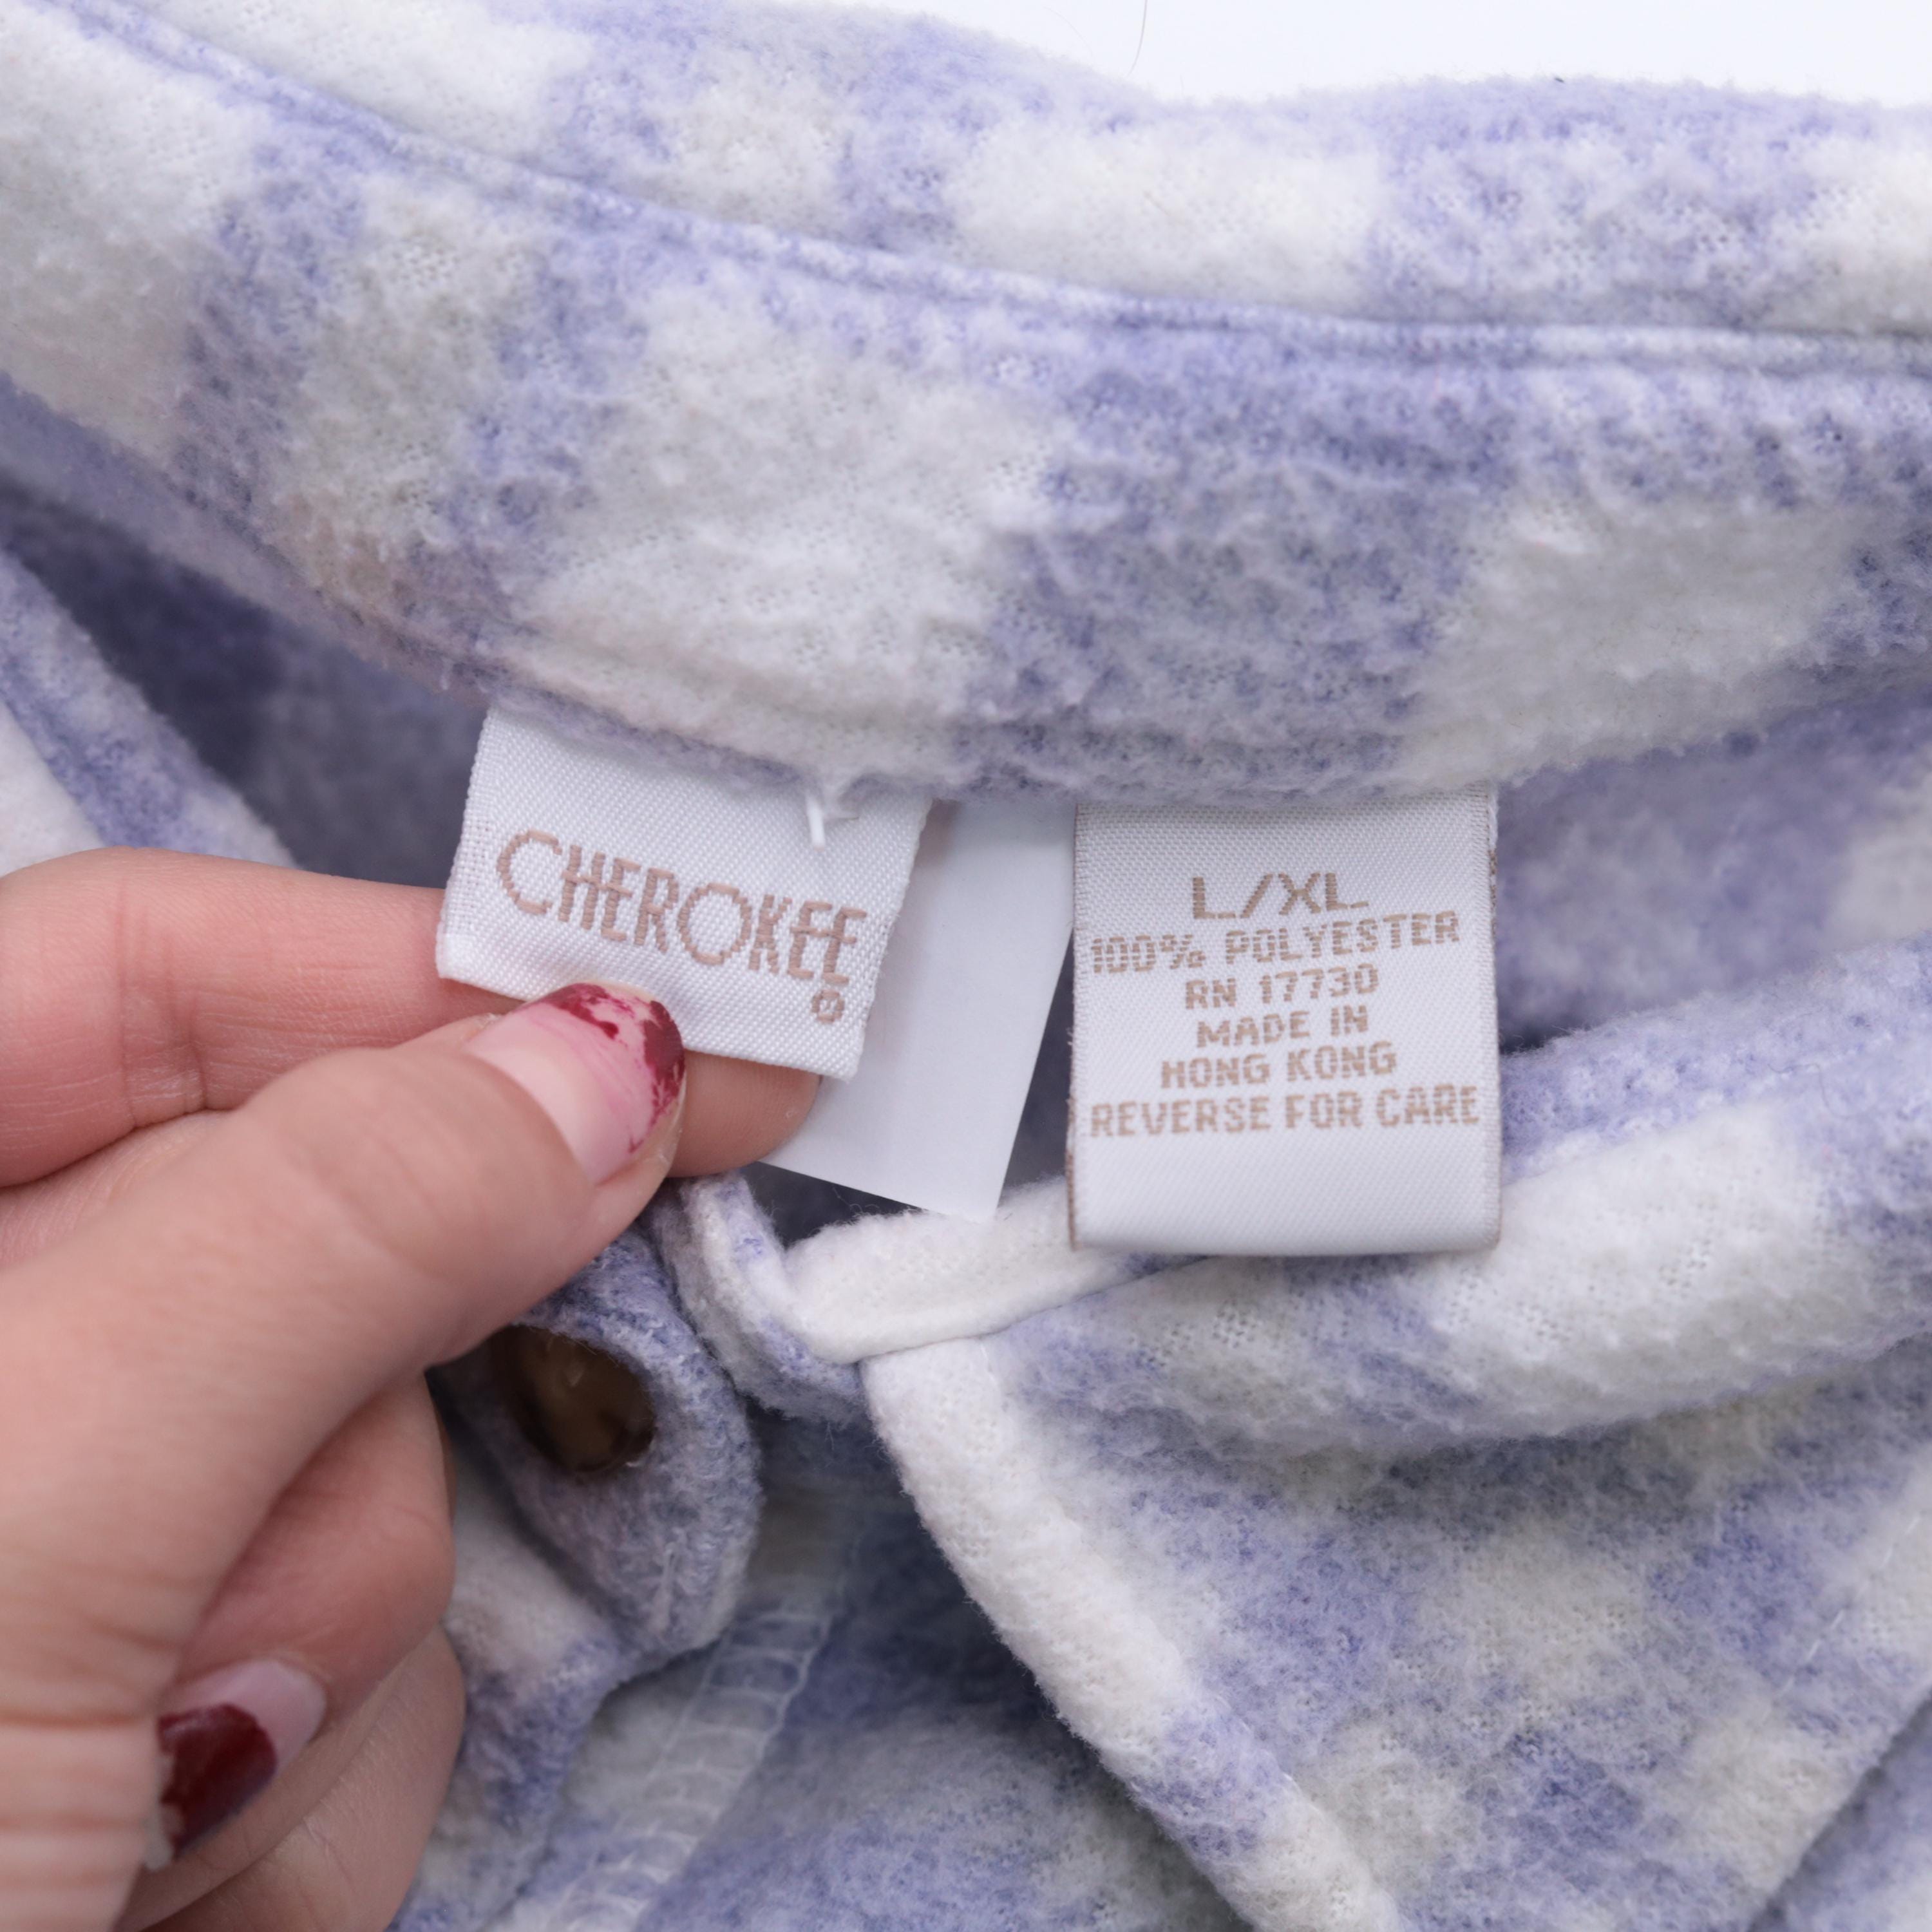 CHEROKEE
®
L/XL
100% POLYESTER
RN 17730
MADE IN
HONG KONG
REVERSE FOR CARE